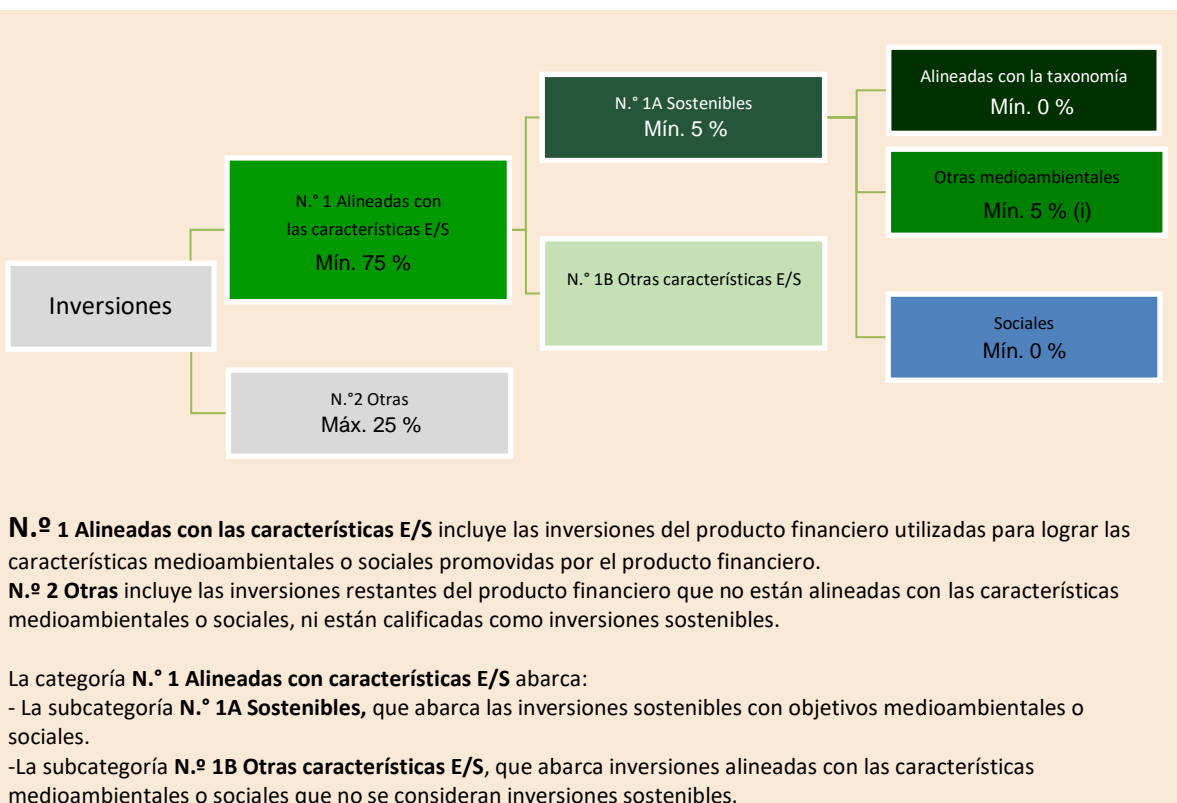 Inversiones
N.° 1 Alineadas con
las características E/S
Mín. 75 %
N.°2 Otras
Máx. 25 %
N.° 1A Sostenibles
Mín. 5 %
N.° 1B Otras características E/S
Alineadas con la taxonomía
Mín. 0 %
Otras medioambientales
Mín. 5 % (i)
Sociales
Mín. 0 %
N.º 1 Alineadas con las características E/S incluye las inversiones del producto financiero utilizadas para lograr las
características medioambientales o sociales promovidas por el producto financiero.
N.º 2 Otras incluye las inversiones restantes del producto financiero que no están alineadas con las características
medioambientales o sociales, ni están calificadas como inversiones sostenibles.
La categoría N.° 1 Alineadas con características E/S abarca:
- La subcategoría N.° 1A Sostenibles, que abarca las inversiones sostenibles con objetivos medioambientales o
sociales.
-La subcategoría N.º 1B Otras características E/S, que abarca inversiones alineadas con las características
medioambientales o sociales que no se consideran inversiones sostenibles.